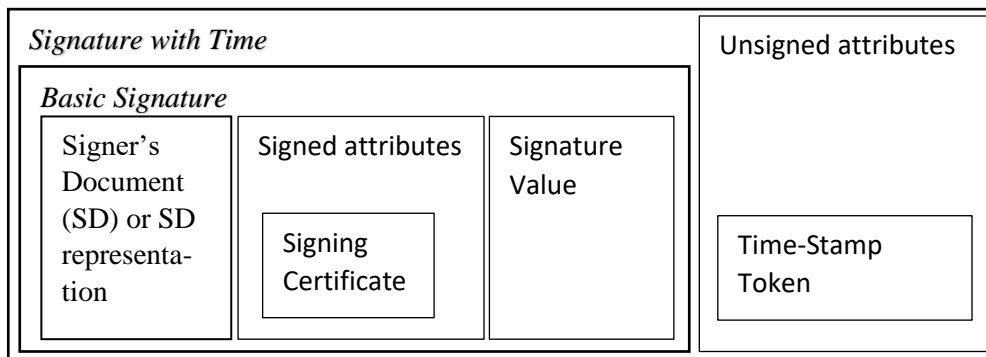 Signature with Time
Basic Signature
Signer’s
Document
(SD) or SD
representa-
tion
Signed attributes
Signing
Certificate
Signature
Value
Unsigned attributes
Time-Stamp
Token